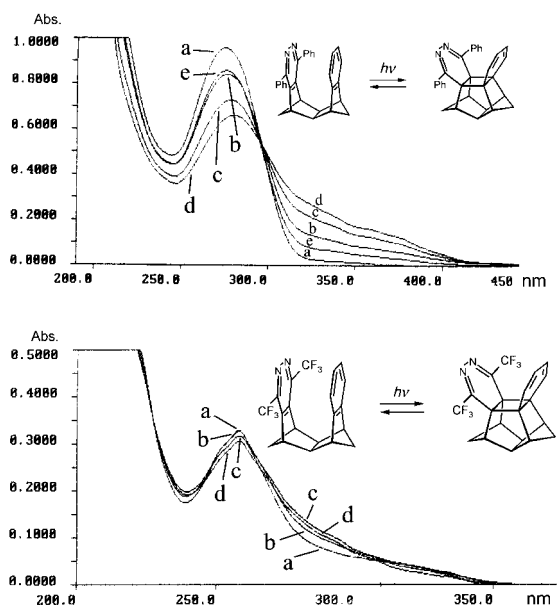 Abs.
1.0000
0.8000
0.6000
0.4000
0.2000
0.0000
200.0
250.0
300.0
350.0
400.0
450
nm
a
e
b
c
d
d
c
b
e
a
N
N
Ph
Ph
hν
N
N
Ph
Ph
Abs.
0.5000
0.4000
0.3000
0.2000
0.1000
0.0000
200.0
250.0
300.0
350.0
nm
a
b
c
d
c
d
b
a
N
N
CF3
CF3
hν
N
N
CF3
CF3